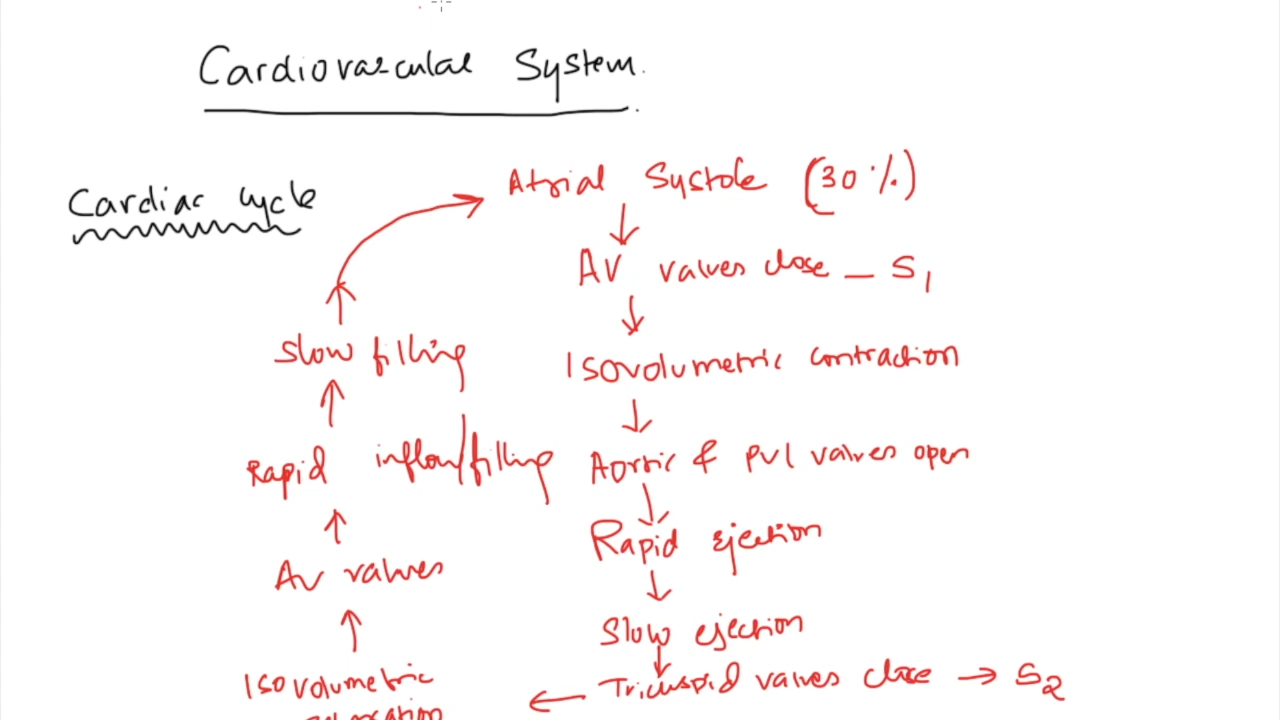 Cardiovascular System.
Cardiac Cycle
Atrial Systole (30%)
AV valves close - S1
Isovolumetric contraction
Aortic & pvl valves open
Rapid ejection
Slow ejection
Tricuspid valves close → S2
Isovolumetric
AV valves
Rapid inflow/filling
Slow filling